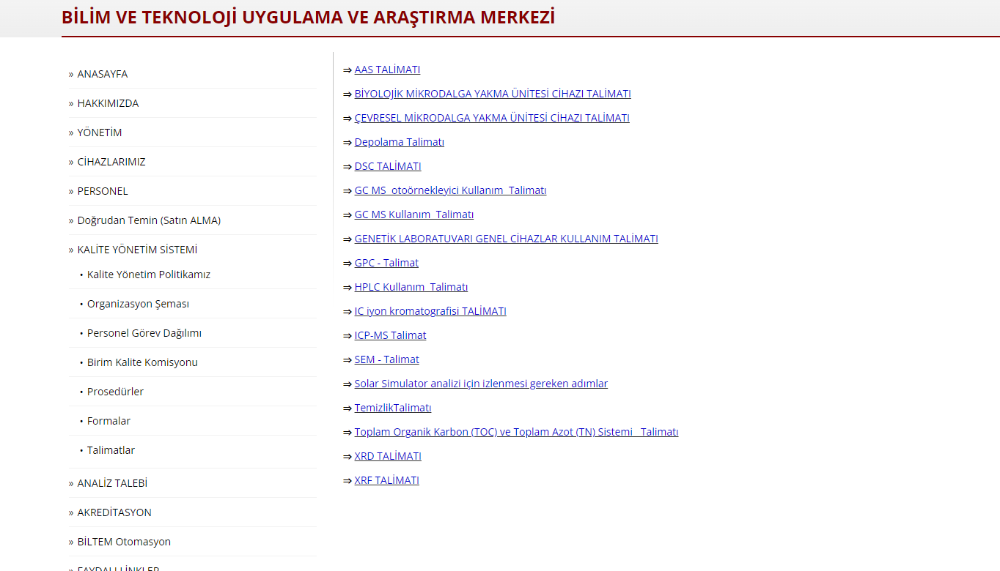 BİLİM VE TEKNOLOJİ UYGULAMA VE ARAŞTIRMA MERKEZİ
» ANASAYFA
» HAKKIMIZDA
» YÖNETİM
» CİHAZLARIMIZ
» PERSONEL
» Doğrudan Temin (Satın ALMA)
» KALİTE YÖNETİM SİSTEMİ
• Kalite Yönetim Politikamız
• Organizasyon Şeması
• Personel Görev Dağılımı
• Birim Kalite Komisyonu
• Prosedürler
• Formalar
• Talimatlar
» ANALİZ TALEBİ
» AKREDİTASYON
» BİLTEM Otomasyon
» FAYDALI LİNKLER
⇒ AAS TALİMATI
⇒ BİYOLOJİK MİKRODALGA YAKMA ÜNİTESİ CİHAZI TALİMATI
⇒ ÇEVRESEL MİKRODALGA YAKMA ÜNİTESİ CİHAZI TALİMATI
⇒ Depolama Talimatı
⇒ DSC TALİMATI
⇒ GC MS  otoörnekleyici Kullanım  Talimatı
⇒ GC MS Kullanım  Talimatı
⇒ GENETİK LABORATUVARI GENEL CİHAZLAR KULLANIM TALİMATI
⇒ GPC - Talimat
⇒ HPLC Kullanım  Talimatı
⇒ IC iyon kromatografisi TALİMATI
⇒ ICP-MS Talimat
⇒ SEM - Talimat
⇒ Solar Simulator analizi için izlenmesi gereken adımlar
⇒ TemizlikTalimatı
⇒ Toplam Organik Karbon (TOC) ve Toplam Azot (TN) Sistemi   Talimatı
⇒ XRD TALİMATI
⇒ XRF TALİMATI